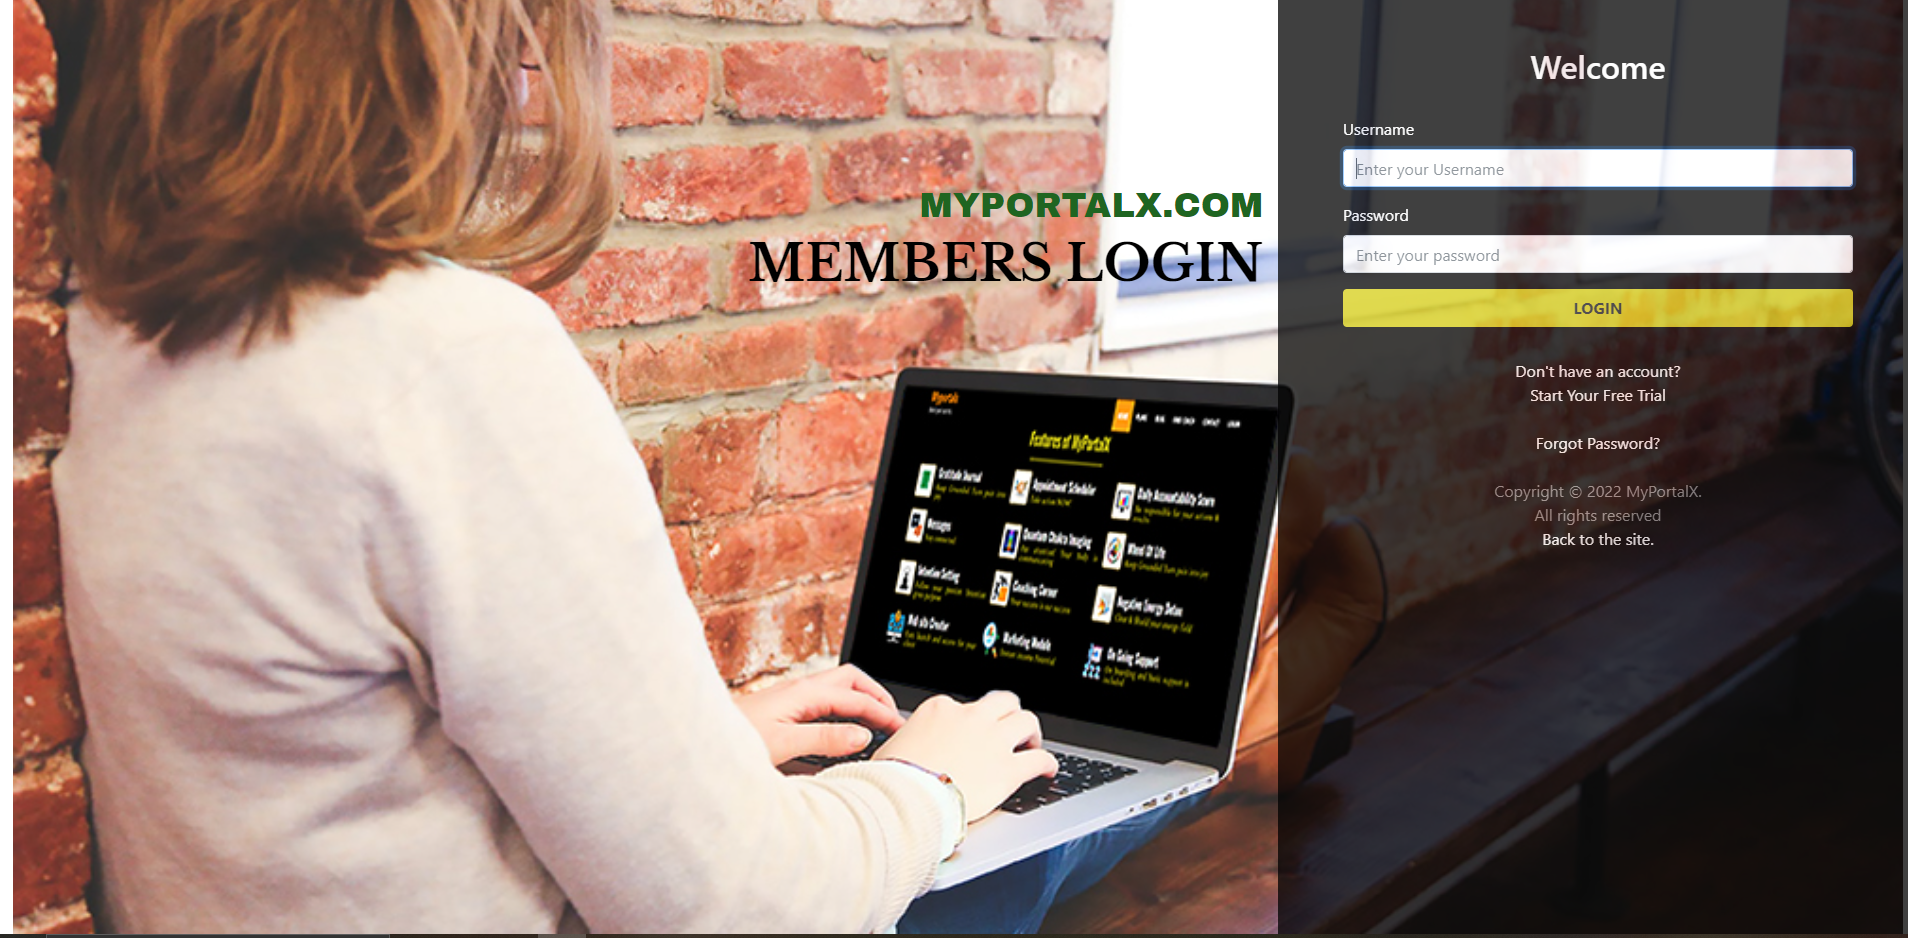 MYPORTALX.COM
MEMBERS LOGIN
Features of MyPortalX
Gratitude Journal
Appointment Scheduler
Daily Accountability Score
Messages
Quantum Chakra Imaging
Wheel Of Life
Intention Setting
Coaching Corner
Negative Energy Detox
Web site Creator
Marketing Module
On Going Support
Welcome
Username
Enter your Username
Password
Enter your password
LOGIN
Don't have an account?
Start Your Free Trial
Forgot Password?
Copyright © 2022 MyPortalX.
All rights reserved
Back to the site.